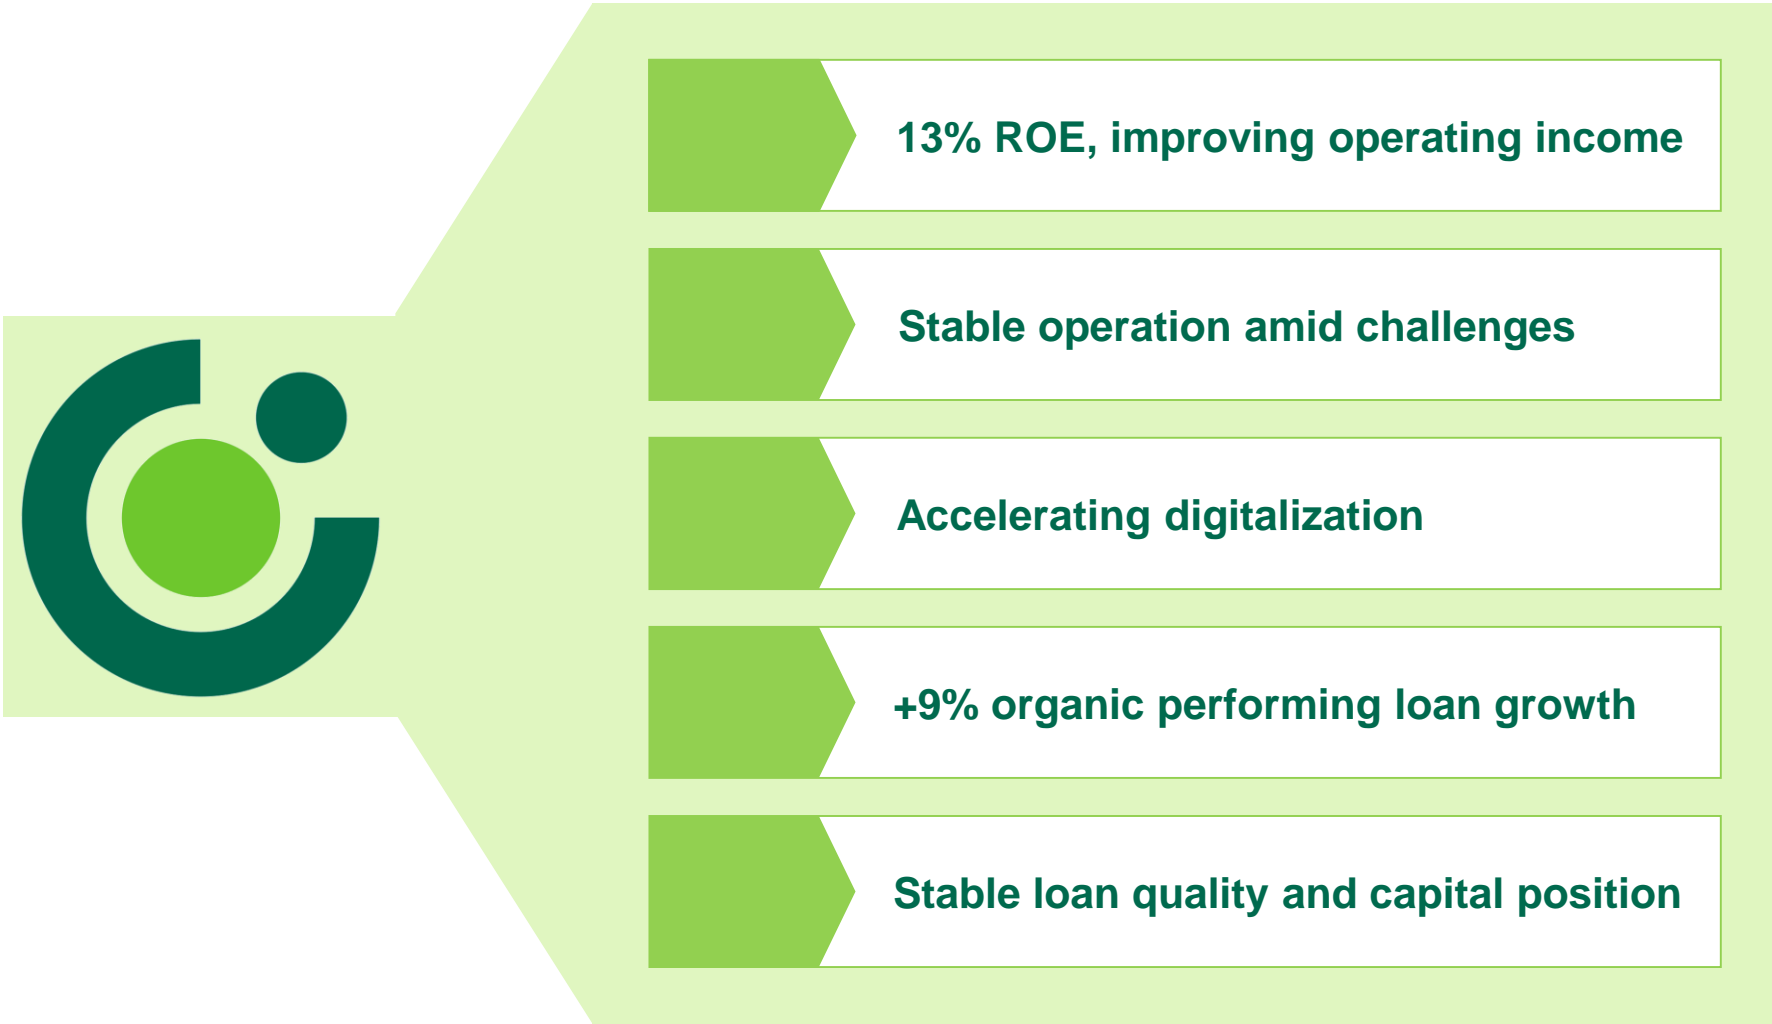 13% ROE, improving operating income
Stable operation amid challenges
Accelerating digitalization
+9% organic performing loan growth
Stable loan quality and capital position